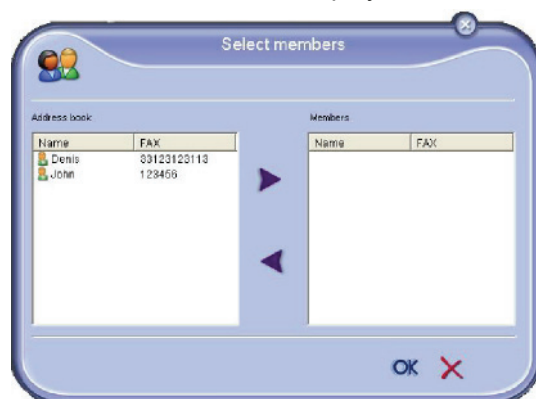 Select members
Address book
Members
Name FAX
Name FAX
Denis 33123123113
John 123456
OK